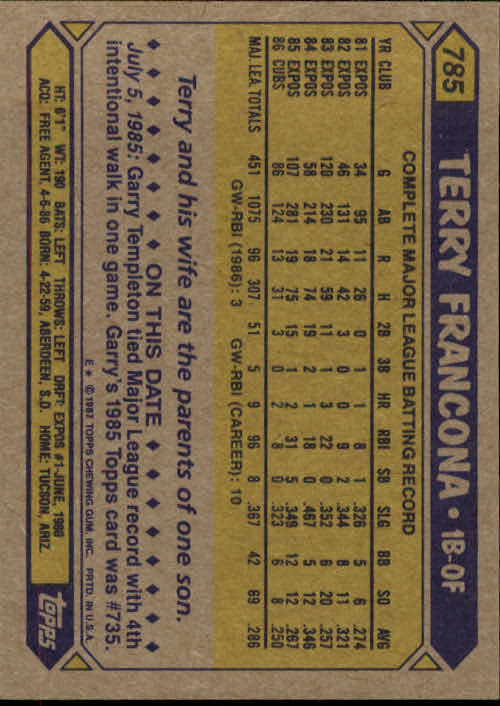 785 TERRY FRANCONA • 1B-OF
COMPLETE MAJOR LEAGUE BATTING RECORD
YR CLUB G AB R H 2B 3B HR RBI SB SLG BB SO AVG
81 EXPOS 34 95 11 26 0 1 1 8 1 .326 5 6 .274
82 EXPOS 46 131 14 42 3 0 0 9 2 .344 8 11 .321
83 EXPOS 120 230 21 59 11 1 3 22 0 .352 6 20 .257
84 EXPOS 58 214 18 74 19 2 1 18 0 .467 5 12 .346
85 EXPOS 107 281 19 75 15 1 2 31 5 .349 12 12 .267
86 CUBS 86 124 13 31 3 0 2 8 0 .323 6 8 .250
MAJ. LEA. TOTALS 451 1075 96 307 51 5 9 96 8 .367 42 69 .286
GW-RBI (1986): 3 GW-RBI (CAREER): 10
Terry and his wife are the parents of one son.
♦ ♦ ♦ ♦ ♦ ♦ ♦ ♦ ON THIS DATE ♦ ♦ ♦ ♦ ♦ ♦ ♦ ♦
July 5, 1985: Garry Templeton tied Major League record with 4th
intentional walk in one game. Garry's 1985 Topps card was #735.
E* © 1987 TOPPS CHEWING GUM, INC. PRTD. IN U.S.A.
HT: 6'1" WT: 190 BATS: LEFT THROWS: LEFT DRFT: EXPOS #1-JUNE, 1980
ACQ: FREE AGENT, 4-6-86 BORN: 4-22-59, ABERDEEN, S.D. HOME: TUCSON, ARIZ.
topps